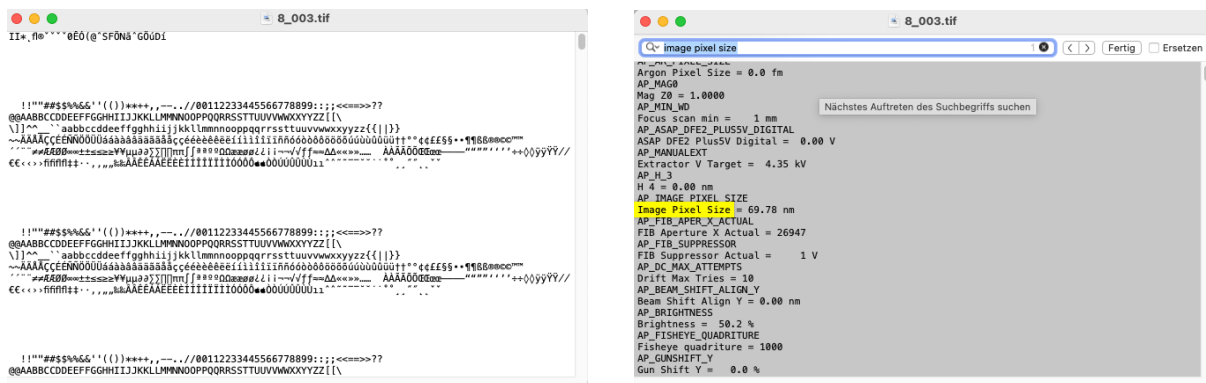 8_003.tif
!!""##$$%%&&''(())**++,,--..//00112233445566778899::;;<<==>>??
@@AABBCCDDEEFFGGHHIIJJKKLLMMNNOOPPQQRRSSTTUUVVWWXXYYZZ[[\
\]]^^__``aabbccddeeffgghhiijjkkllmmnnooppqqrrssttuuvvwwxxyyzz{{||}}
!!""##$$%%&&''(())**++,,--..//00112233445566778899::;;<<==>>??
@@AABBCCDDEEFFGGHHIIJJKKLLMMNNOOPPQQRRSSTTUUVVWWXXYYZZ[[\
\]]^^__``aabbccddeeffgghhiijjkkllmmnnooppqqrrssttuuvvwwxxyyzz{{||}}
!!""##$$%%&&''(())**++,,--..//00112233445566778899::;;<<==>>??
@@AABBCCDDEEFFGGHHIIJJKKLLMMNNOOPPQQRRSSTTUUVVWWXXYYZZ[[\
8_003.tif
image pixel size 1 Fertig Ersetzen
Argon Pixel Size = 0.0 fm
AP_MAG0
Mag Z0 = 1.0000
AP_MIN_WD
Nächstes Auftreten des Suchbegriffs suchen
Focus scan min = 1 mm
AP_ASAP_DFE2_PLUS5V_DIGITAL
ASAP DFE2 Plus5V Digital = 0.00 V
AP_MANUALEXT
Extractor V Target = 4.35 kV
AP_H_3
H 4 = 0.00 nm
AP_IMAGE_PIXEL_SIZE
Image Pixel Size = 69.78 nm
AP_FIB_APER_X_ACTUAL
FIB Aperture X Actual = 26947
AP_FIB_SUPPRESSOR
FIB Suppressor Actual = 1 V
AP_DC_MAX_ATTEMPTS
Drift Max Tries = 10
AP_BEAM_SHIFT_ALIGN_Y
Beam Shift Align Y = 0.00 nm
AP_BRIGHTNESS
Brightness = 50.2 %
AP_FISHEYE_QUADRITURE
Fisheye quadriture = 1000
AP_GUNSHIFT_Y
Gun Shift Y = 0.0 %